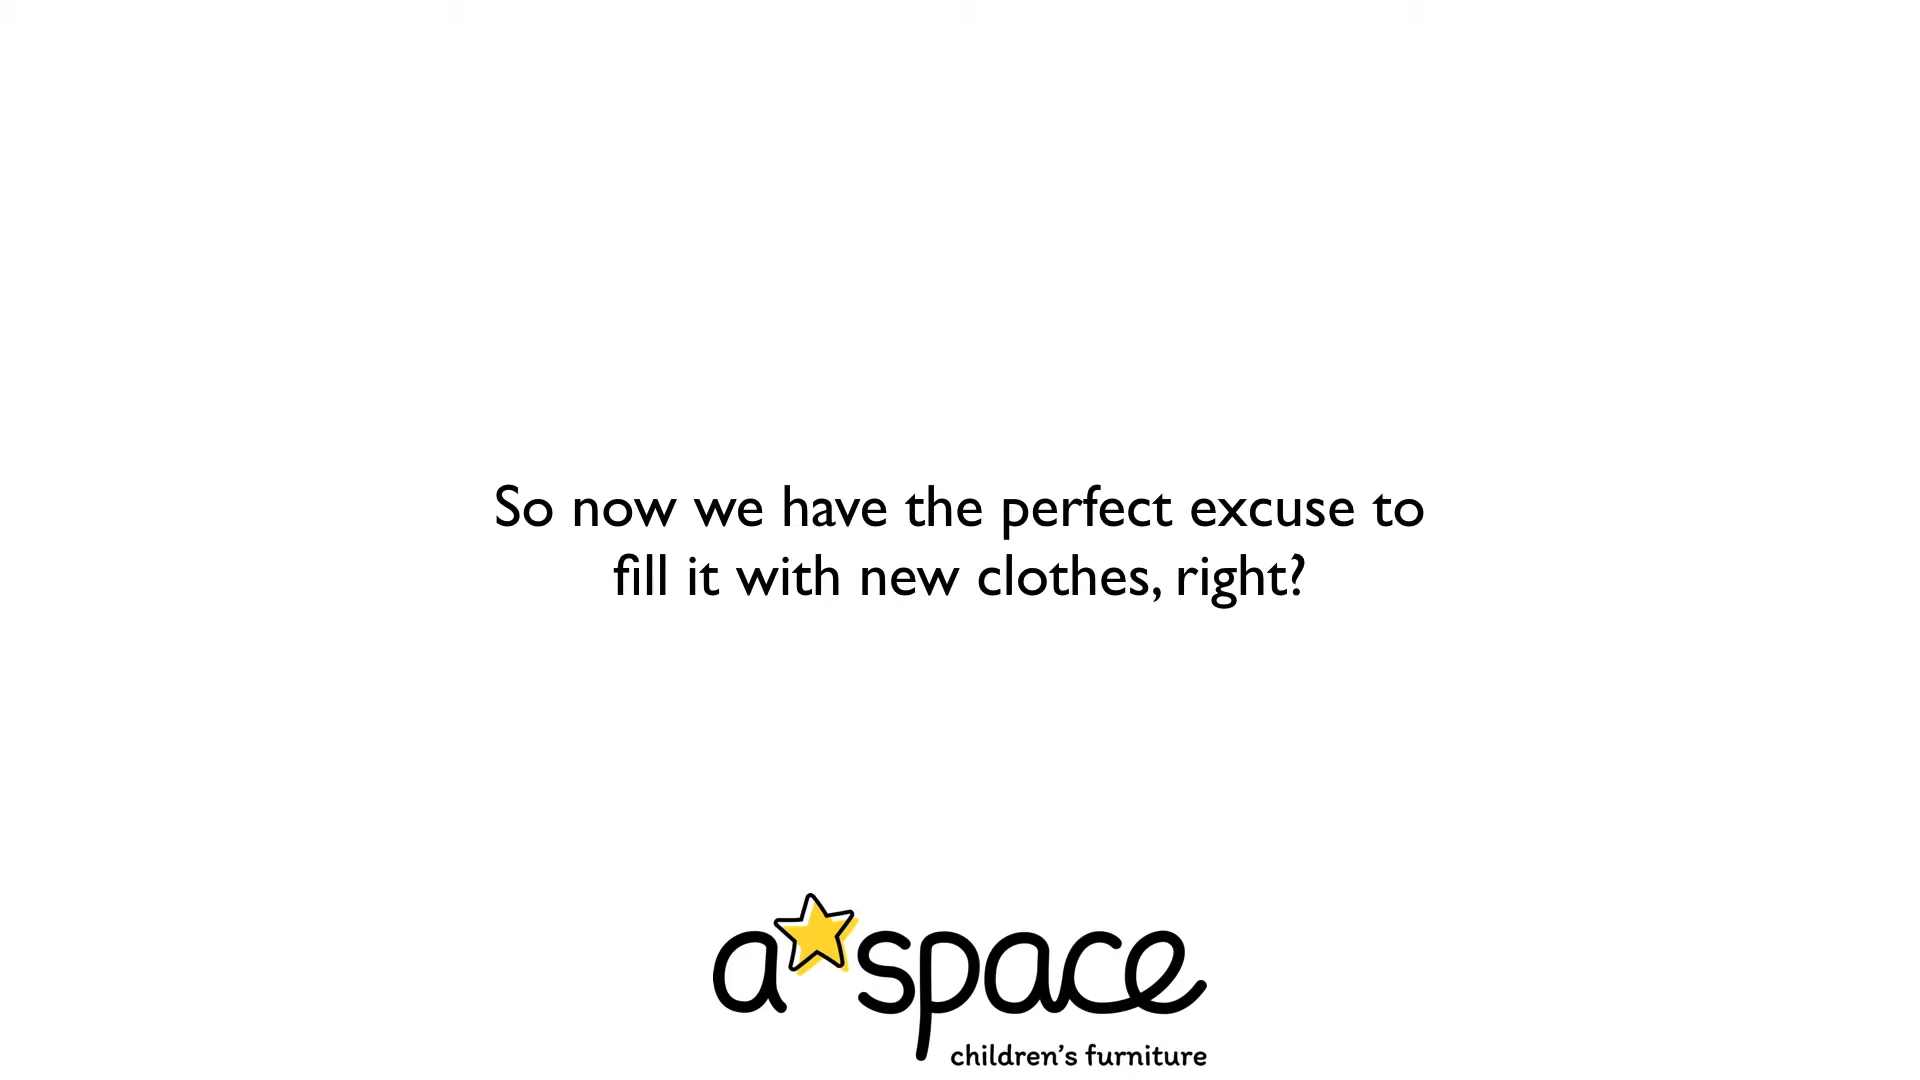 So now we have the perfect excuse to
fill it with new clothes, right?
a space
children's furniture